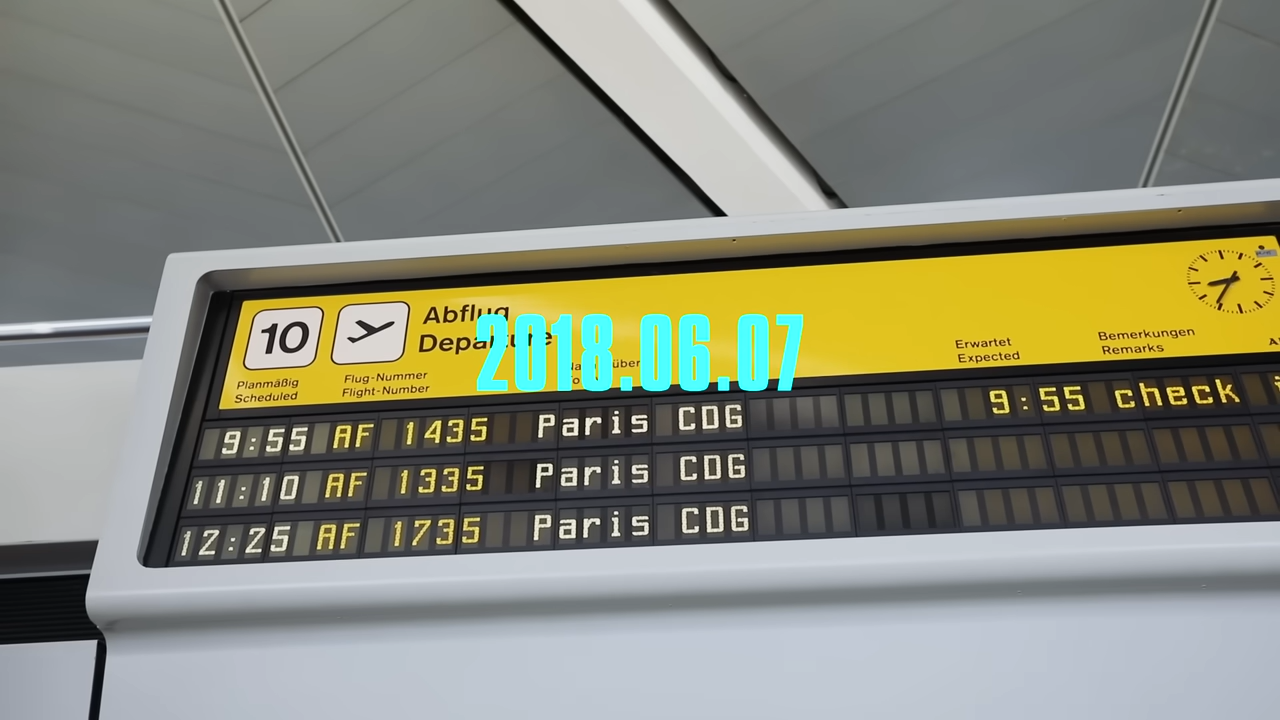 10 Abflug
Departure
2018.06.07
Planmäßig
Scheduled
Flug-Nummer
Flight-Number
Erwartet
Expected
Bemerkungen
Remarks
9:55 AF 1435 Paris CDG 9:55 check
11:10 AF 1335 Paris CDG
12:25 AF 1735 Paris CDG